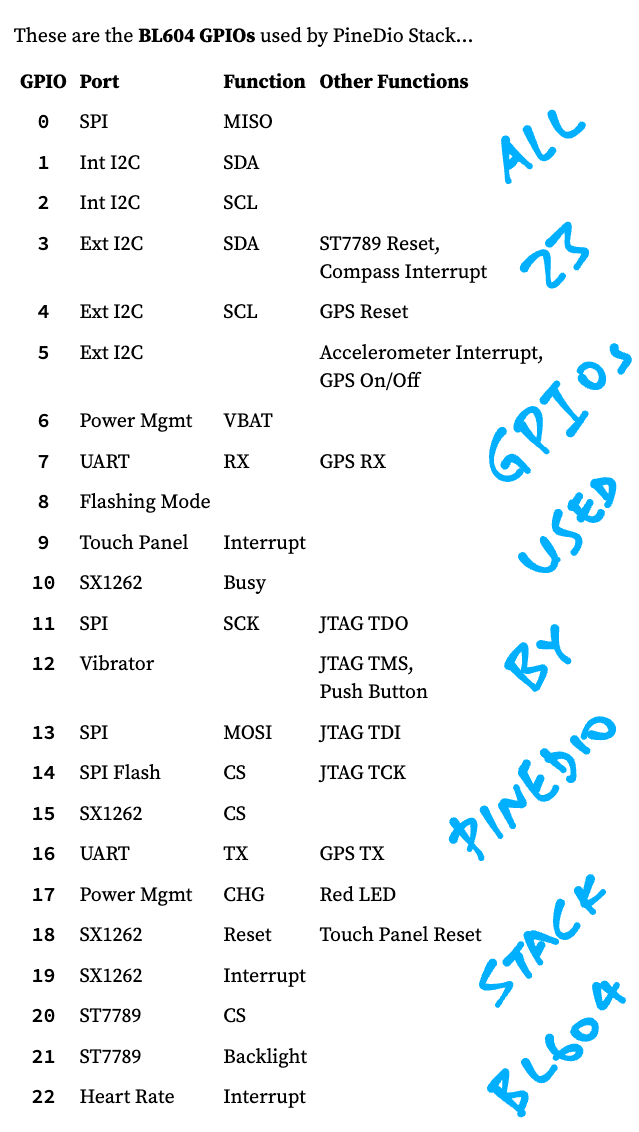 These are the BL604 GPIOs used by PineDio Stack...
GPIO Port Function Other Functions
0 SPI MISO
1 Int I2C SDA
2 Int I2C SCL
3 Ext I2C SDA ST7789 Reset,
Compass Interrupt
4 Ext I2C SCL GPS Reset
5 Ext I2C Accelerometer Interrupt,
GPS On/Off
6 Power Mgmt VBAT
7 UART RX GPS RX
8 Flashing Mode
9 Touch Panel Interrupt
10 SX1262 Busy
11 SPI SCK JTAG TDO
12 Vibrator JTAG TMS,
Push Button
13 SPI MOSI JTAG TDI
14 SPI Flash CS JTAG TCK
15 SX1262 CS
16 UART TX GPS TX
17 Power Mgmt CHG Red LED
18 SX1262 Reset Touch Panel Reset
19 SX1262 Interrupt
20 ST7789 CS
21 ST7789 Backlight
22 Heart Rate Interrupt
ALL
23
GPIOs
USED
BY
PINEDIO
STACK
BL604